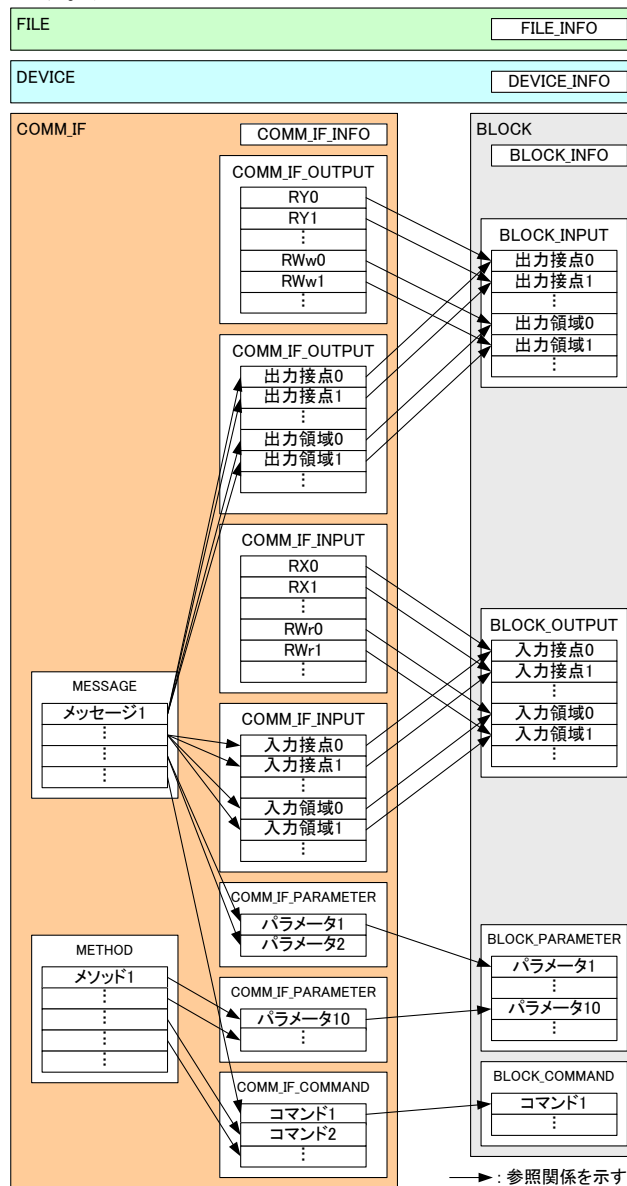 FILE
FILE_INFO
DEVICE
DEVICE_INFO
COMM_IF
COMM_IF_INFO
COMM_IF_OUTPUT
RY0
RY1
⋮
RWw0
RWw1
⋮
COMM_IF_OUTPUT
出力接点0
出力接点1
⋮
出力領域0
出力領域1
⋮
COMM_IF_INPUT
RX0
RX1
⋮
RWr0
RWr1
⋮
MESSAGE
メッセージ1
⋮
⋮
⋮
COMM_IF_INPUT
入力接点0
入力接点1
⋮
入力領域0
入力領域1
⋮
COMM_IF_PARAMETER
パラメータ1
パラメータ2
METHOD
メソッド1
⋮
⋮
⋮
⋮
COMM_IF_PARAMETER
パラメータ10
⋮
COMM_IF_COMMAND
コマンド1
コマンド2
⋮
BLOCK
BLOCK_INFO
BLOCK_INPUT
出力接点0
出力接点1
⋮
出力領域0
出力領域1
⋮
BLOCK_OUTPUT
入力接点0
入力接点1
⋮
入力領域0
入力領域1
⋮
BLOCK_PARAMETER
パラメータ1
⋮
パラメータ10
⋮
BLOCK_COMMAND
コマンド1
⋮
：参照関係を示す